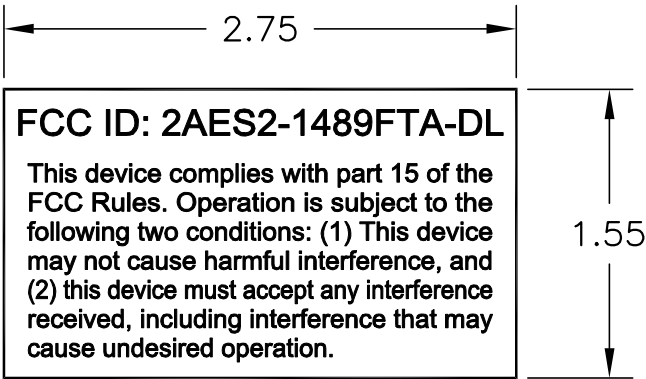 2.75
FCC ID: 2AES2-1489FTA-DL
This device complies with part 15 of the
FCC Rules. Operation is subject to the
following two conditions: (1) This device
may not cause harmful interference, and
(2) this device must accept any interference
received, including interference that may
cause undesired operation.
1.55